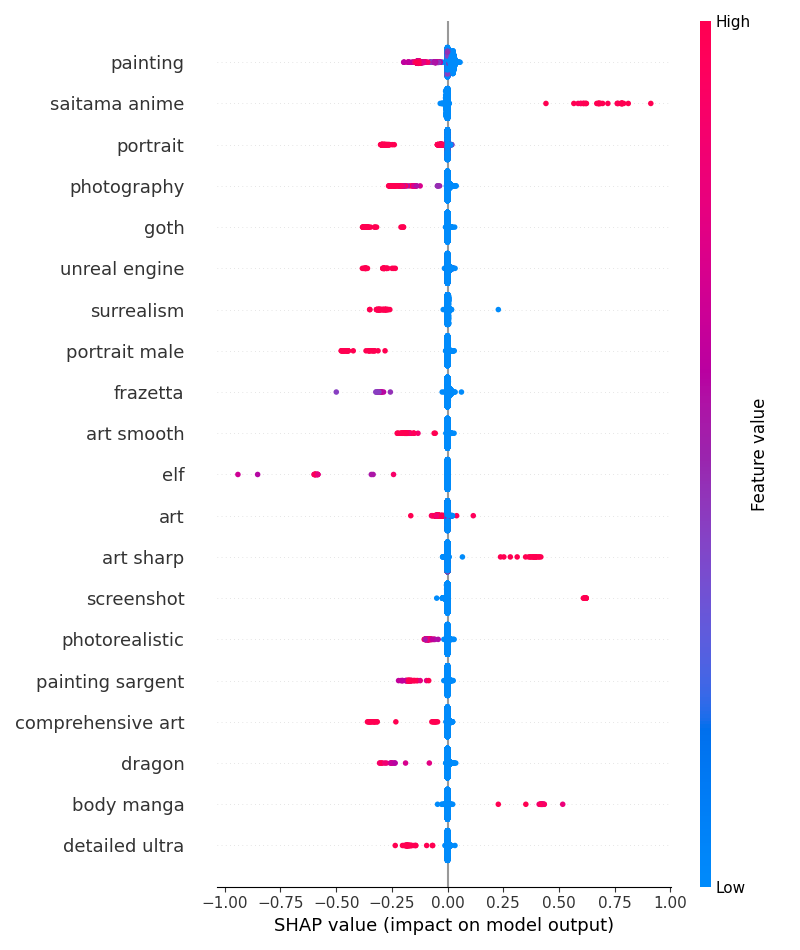 High
painting
saitama anime
portrait
photography
goth
unreal engine
surrealism
portrait male
frazetta
art smooth
elf
art
art sharp
screenshot
photorealistic
painting sargent
comprehensive art
dragon
body manga
detailed ultra
Feature value
Low
−1.00 −0.75 −0.50 −0.25 0.00 0.25 0.50 0.75 1.00
SHAP value (impact on model output)